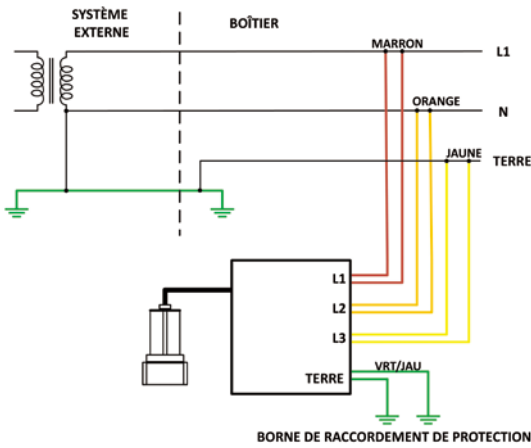 SYSTÈME
EXTERNE
BOÎTIER
MARRON
L1
ORANGE
N
JAUNE
TERRE
L1
L2
L3
VRT/JAU
TERRE
BORNE DE RACCORDEMENT DE PROTECTION